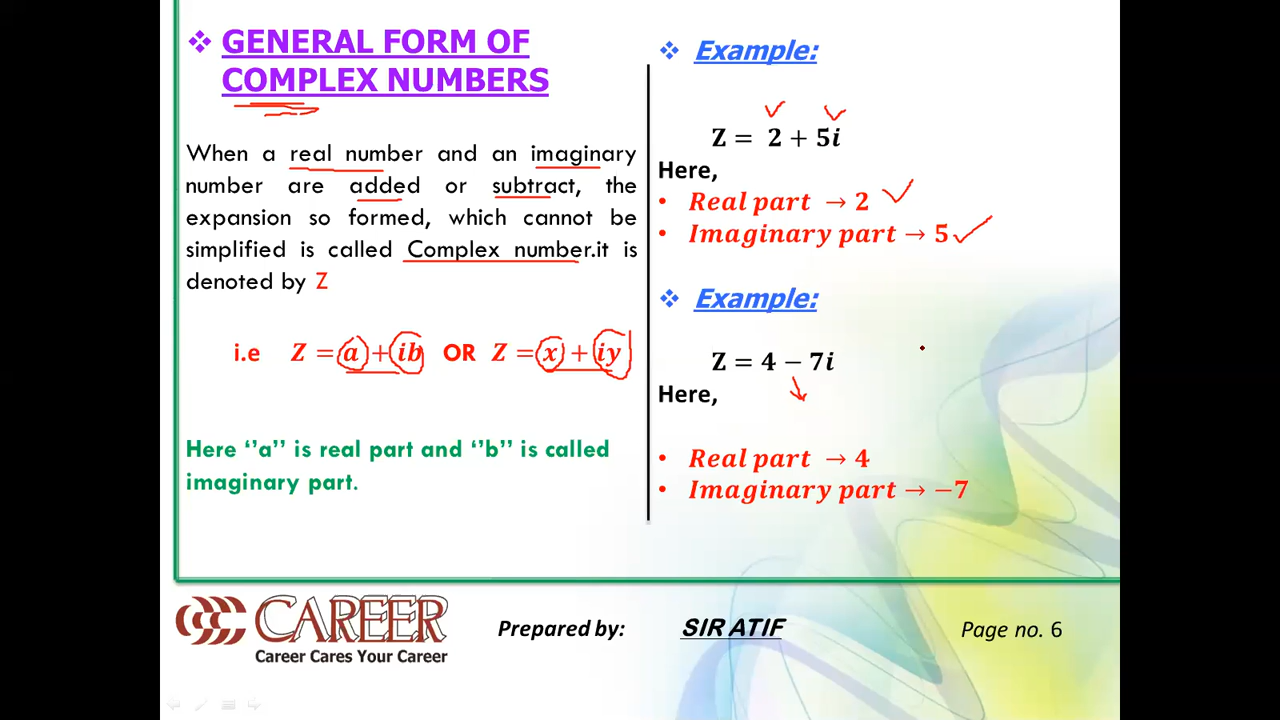 ❖ GENERAL FORM OF
COMPLEX NUMBERS
When a real number and an imaginary
number are added or subtract, the
expansion so formed, which cannot be
simplified is called Complex number.it is
denoted by Z
i.e Z = a + ib OR Z = x + iy
Here ‘’a’’ is real part and ‘’b’’ is called
imaginary part.
❖ Example:
Z = 2 + 5i
Here,
• Real part → 2
• Imaginary part → 5
❖ Example:
Z = 4 − 7i
Here,
• Real part → 4
• Imaginary part → −7
CAREER
Career Cares Your Career
Prepared by: SIR ATIF
Page no. 6